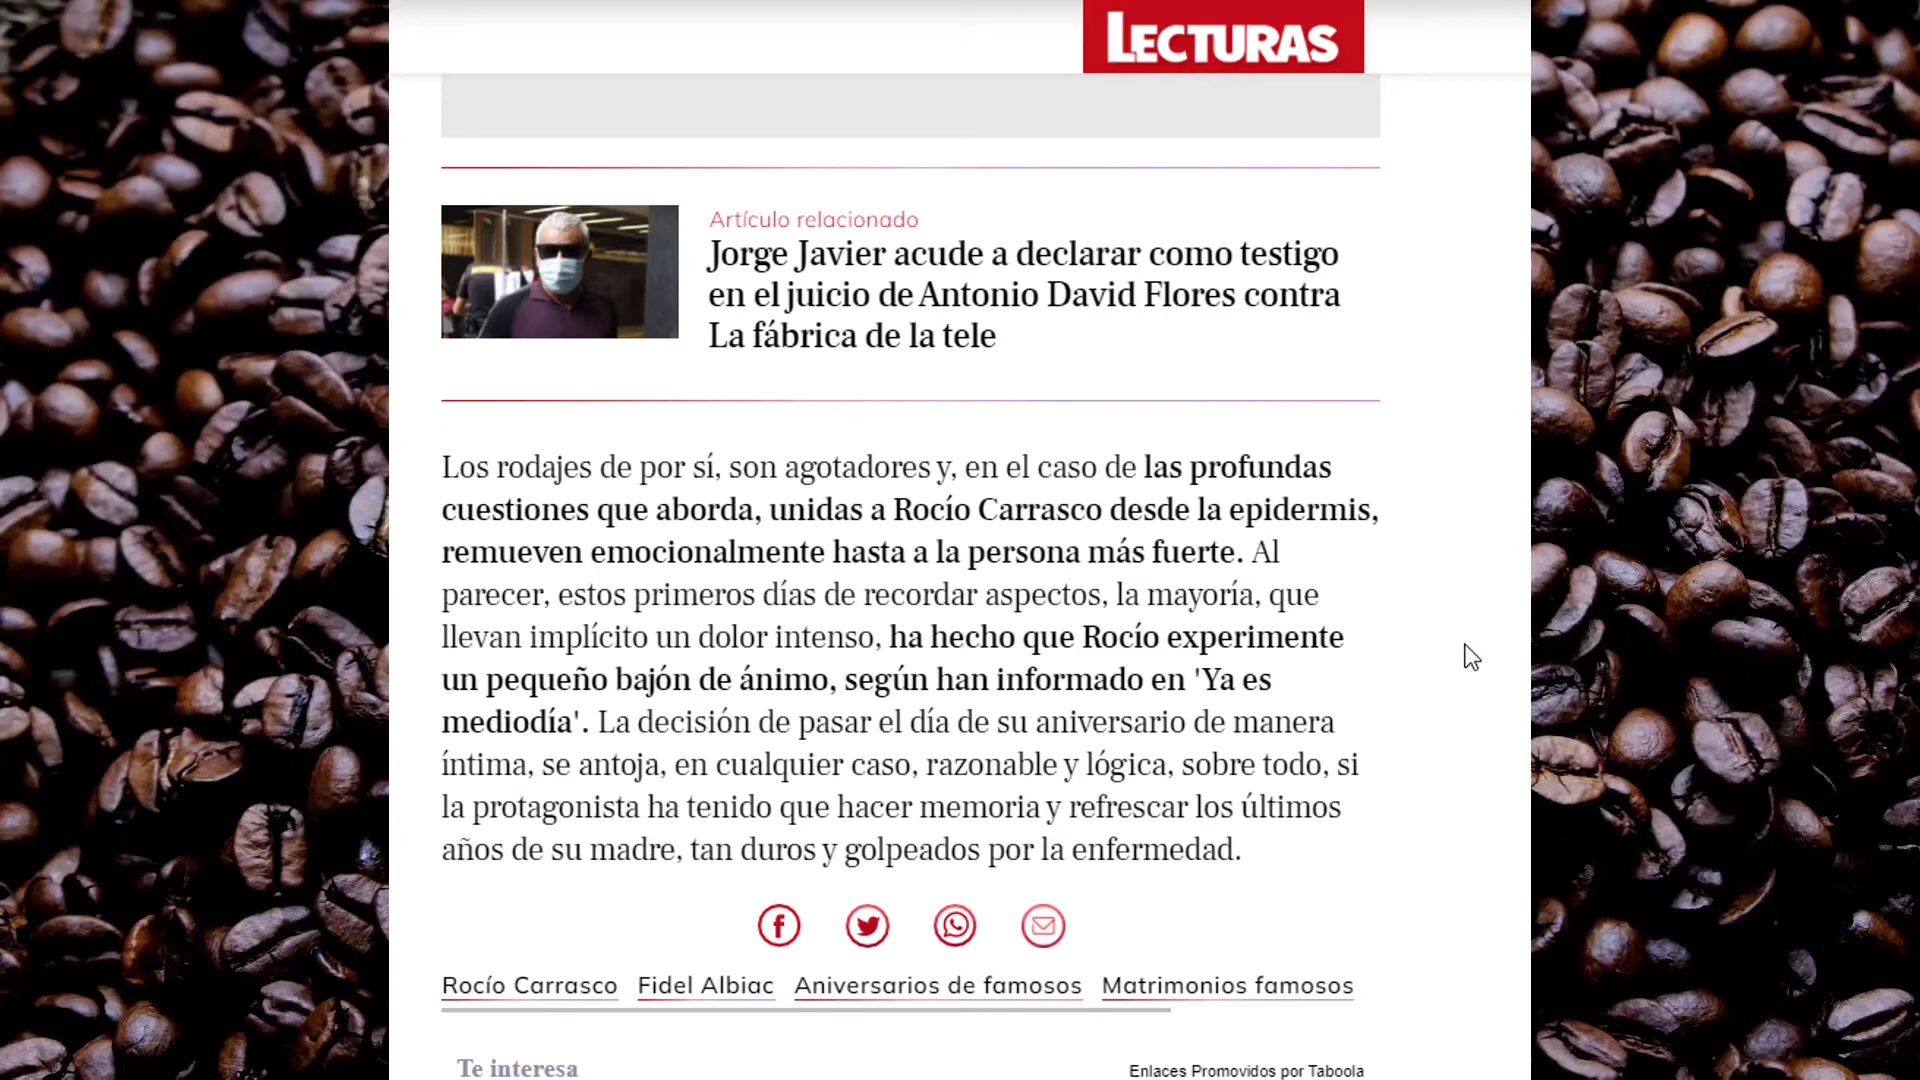 LECTURAS
Artículo relacionado
Jorge Javier acude a declarar como testigo
en el juicio de Antonio David Flores contra
La fábrica de la tele
Los rodajes de por sí, son agotadores y, en el caso de las profundas
cuestiones que aborda, unidas a Rocío Carrasco desde la epidermis,
remueven emocionalmente hasta a la persona más fuerte. Al
parecer, estos primeros días de recordar aspectos, la mayoría, que
llevan implícito un dolor intenso, ha hecho que Rocío experimente
un pequeño bajón de ánimo, según han informado en 'Ya es
mediodía'. La decisión de pasar el día de su aniversario de manera
íntima, se antoja, en cualquier caso, razonable y lógica, sobre todo, si
la protagonista ha tenido que hacer memoria y refrescar los últimos
años de su madre, tan duros y golpeados por la enfermedad.
Rocío Carrasco Fidel Albiac Aniversarios de famosos Matrimonios famosos
Te interesa Enlaces Promovidos por Taboola